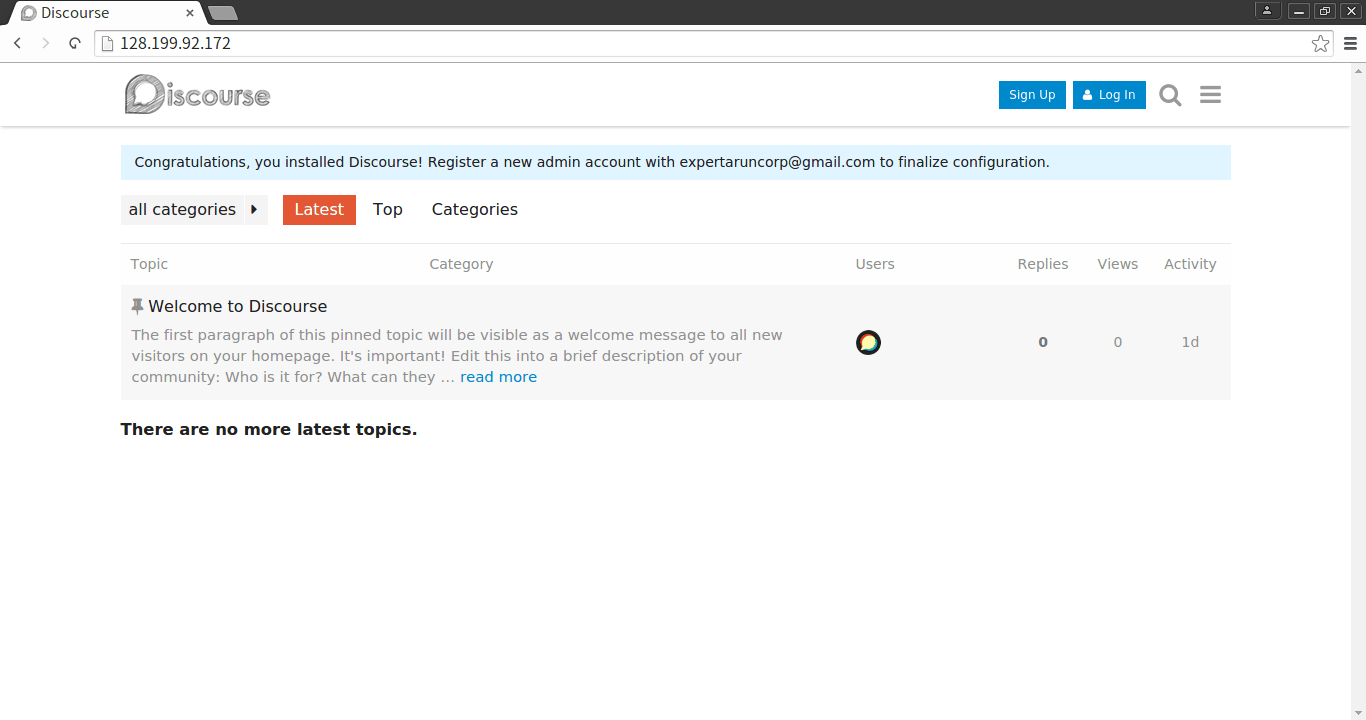 Discourse
128.199.92.172
Discourse
Sign Up
Log In
Congratulations, you installed Discourse! Register a new admin account with expertaruncorp@gmail.com to finalize configuration.
all categories Latest Top Categories
Topic Category Users Replies Views Activity
Welcome to Discourse
The first paragraph of this pinned topic will be visible as a welcome message to all new
visitors on your homepage. It's important! Edit this into a brief description of your
community: Who is it for? What can they … read more
0 0 1d
There are no more latest topics.